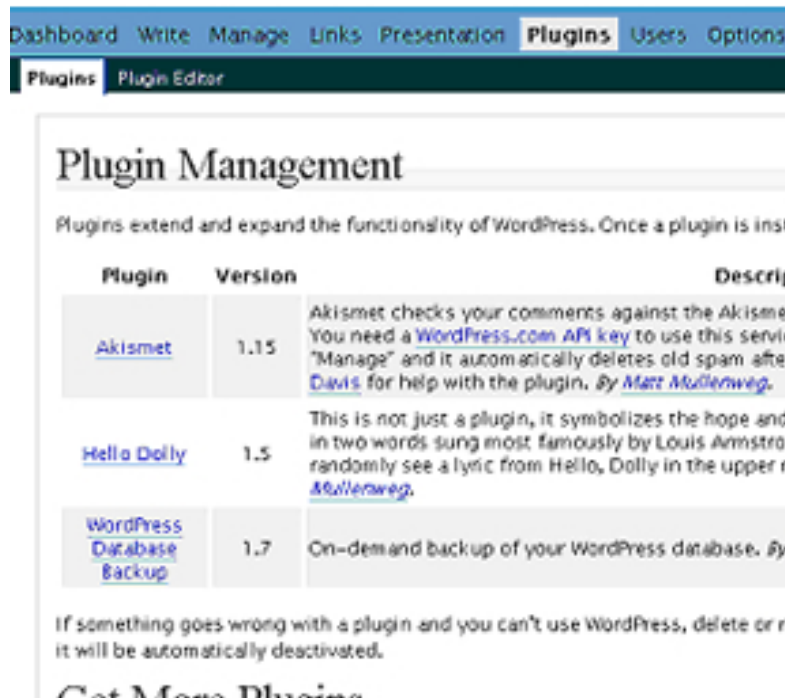 Dashboard Write Manage Links Presentation Plugins Users Options
Plugins Plugin Editor
Plugin Management
Plugins extend and expand the functionality of WordPress. Once a plugin is inst
Plugin Version Descrip
Akismet 1.15 Akismet checks your comments against the Akisme
You need a WordPress.com API key to use this servi
"Manage" and it automatically deletes old spam afte
Davis for help with the plugin. By Matt Mullenweg.
Hello Dolly 1.5 This is not just a plugin, it symbolizes the hope and
in two words sung most famously by Louis Armstro
randomly see a lyric from Hello, Dolly in the upper r
Mullenweg.
WordPress
Database
Backup
1.7 On-demand backup of your WordPress database. By
If something goes wrong with a plugin and you can't use WordPress, delete or r
it will be automatically deactivated.
Get More Plugins